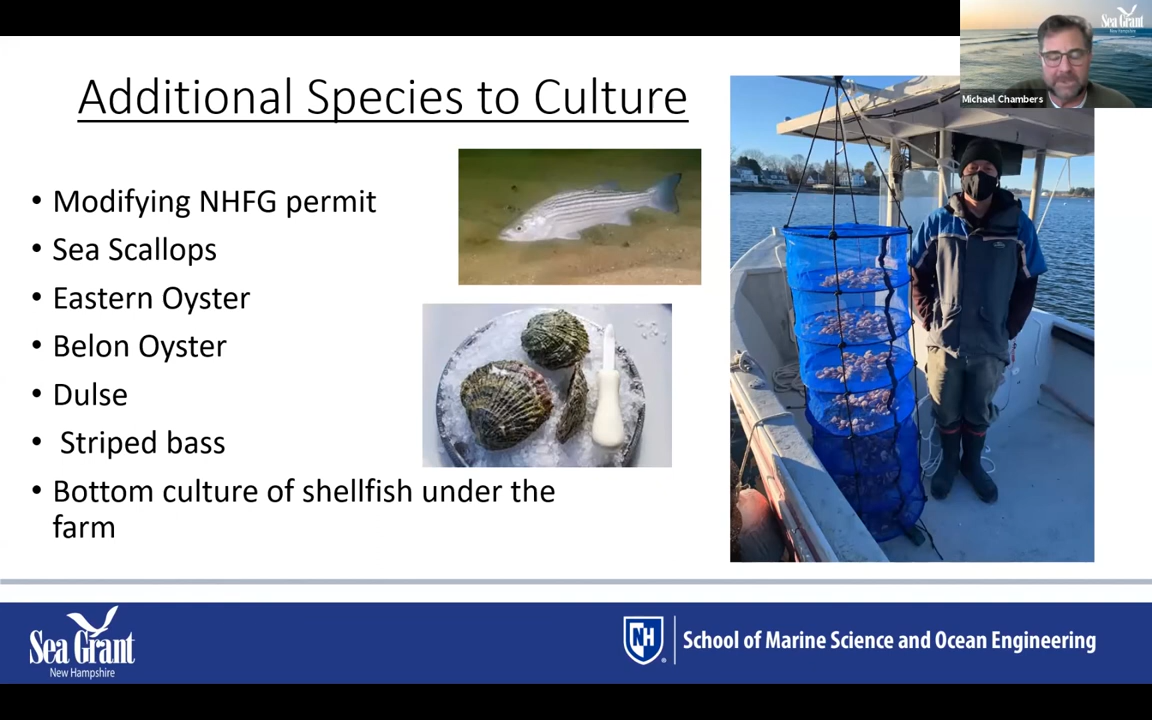 Additional Species to Culture
• Modifying NHFG permit
• Sea Scallops
• Eastern Oyster
• Belon Oyster
• Dulse
• Striped bass
• Bottom culture of shellfish under the
farm
Sea Grant
New Hampshire
Michael Chambers
Sea Grant
New Hampshire
NH
School of Marine Science and Ocean Engineering